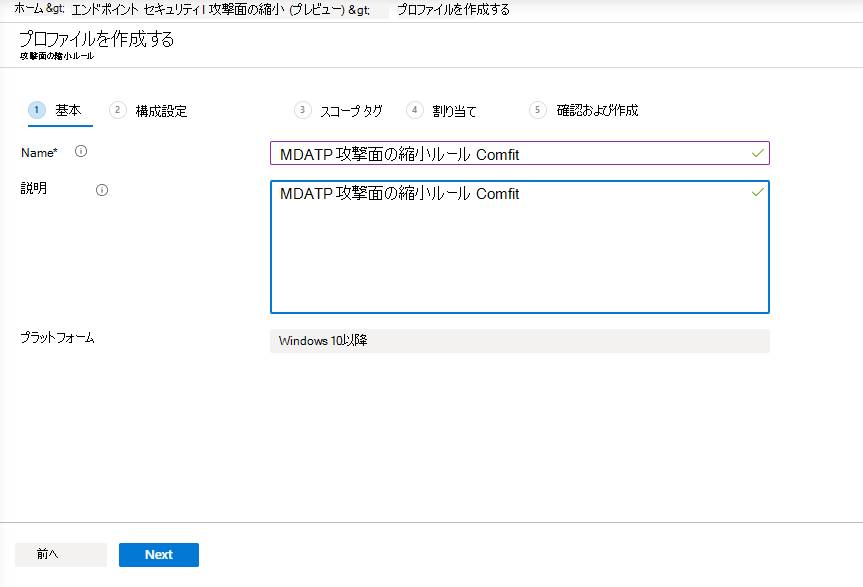 ホーム &gt; エンドポイント セキュリティ I 攻撃面の縮小 (プレビュー) &gt; プロファイルを作成する
プロファイルを作成する
攻撃面の縮小ルール
1 基本 2 構成設定 3 スコープ タグ 4 割り当て 5 確認および作成
Name* MDATP 攻撃面の縮小ルール Comfit
説明 MDATP 攻撃面の縮小ルール Comfit
プラットフォーム Windows 10以降
前へ Next